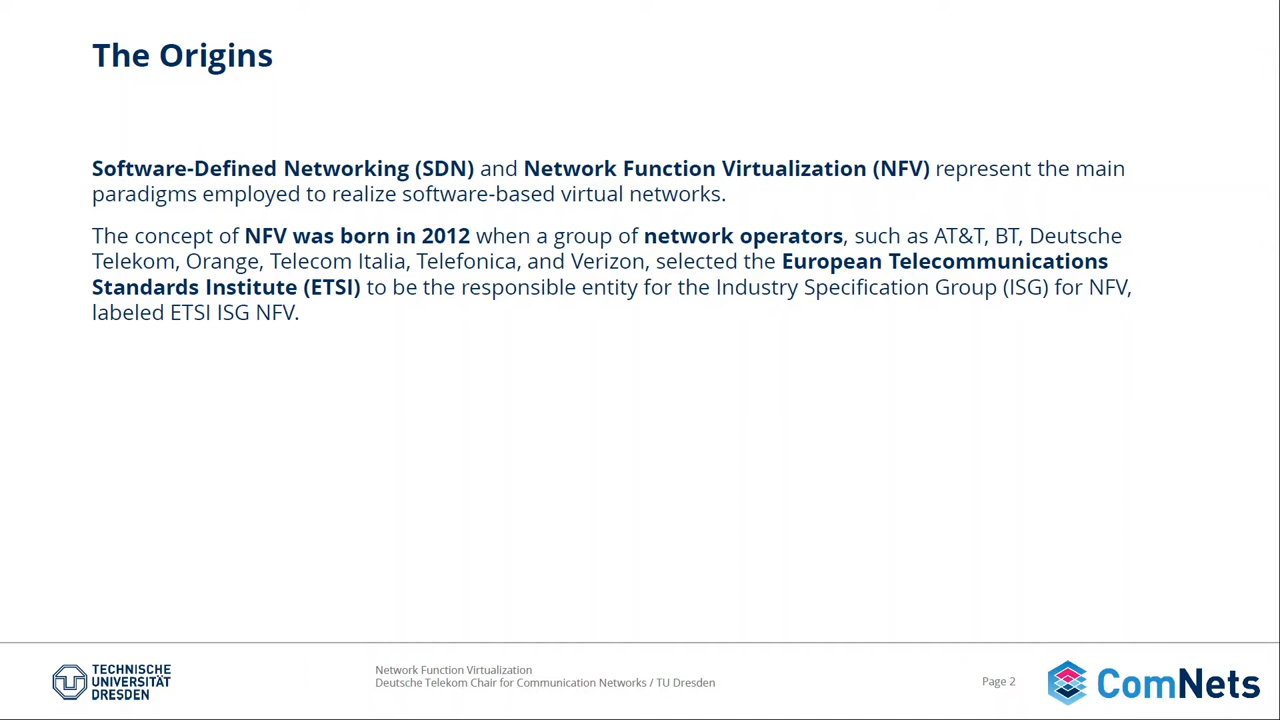 The Origins
Software-Defined Networking (SDN) and Network Function Virtualization (NFV) represent the main
paradigms employed to realize software-based virtual networks.
The concept of NFV was born in 2012 when a group of network operators, such as AT&T, BT, Deutsche
Telekom, Orange, Telecom Italia, Telefonica, and Verizon, selected the European Telecommunications
Standards Institute (ETSI) to be the responsible entity for the Industry Specification Group (ISG) for NFV,
labeled ETSI ISG NFV.
TECHNISCHE
UNIVERSITÄT
DRESDEN
Network Function Virtualization
Deutsche Telekom Chair for Communication Networks / TU Dresden
Page 2
ComNets